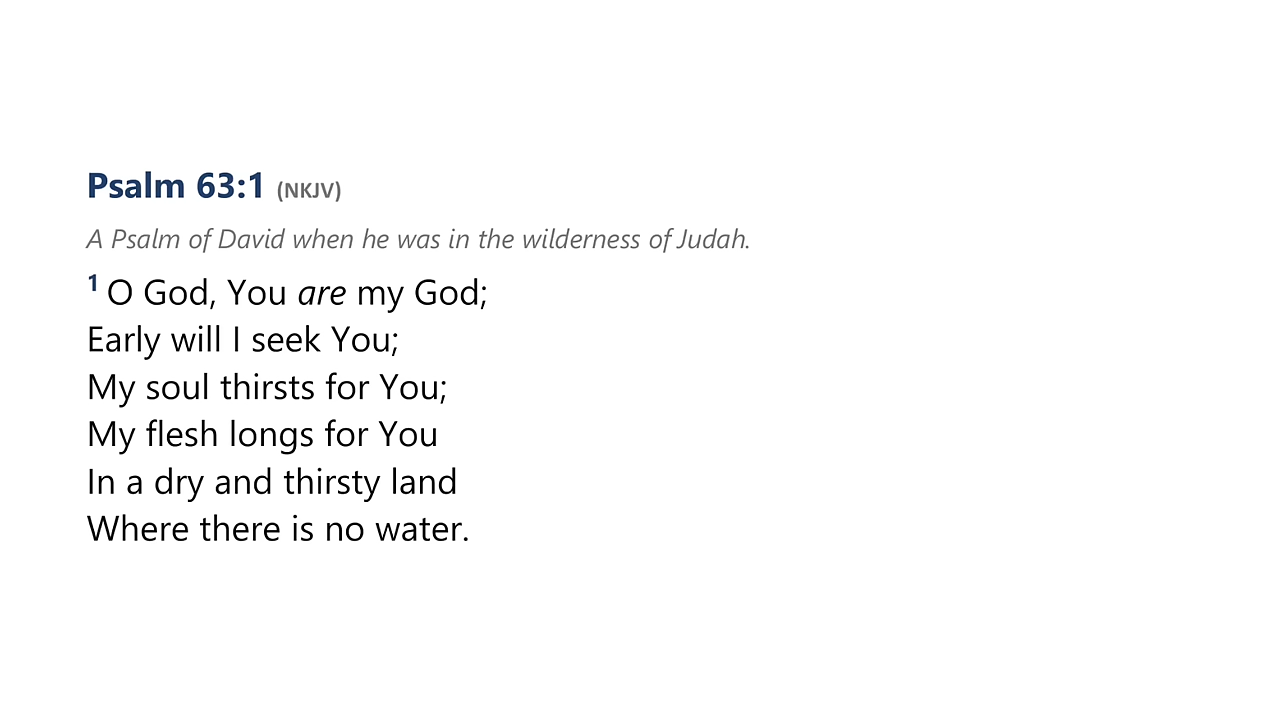 Psalm 63:1 (NKJV)
A Psalm of David when he was in the wilderness of Judah.
1 O God, You are my God;
Early will I seek You;
My soul thirsts for You;
My flesh longs for You
In a dry and thirsty land
Where there is no water.